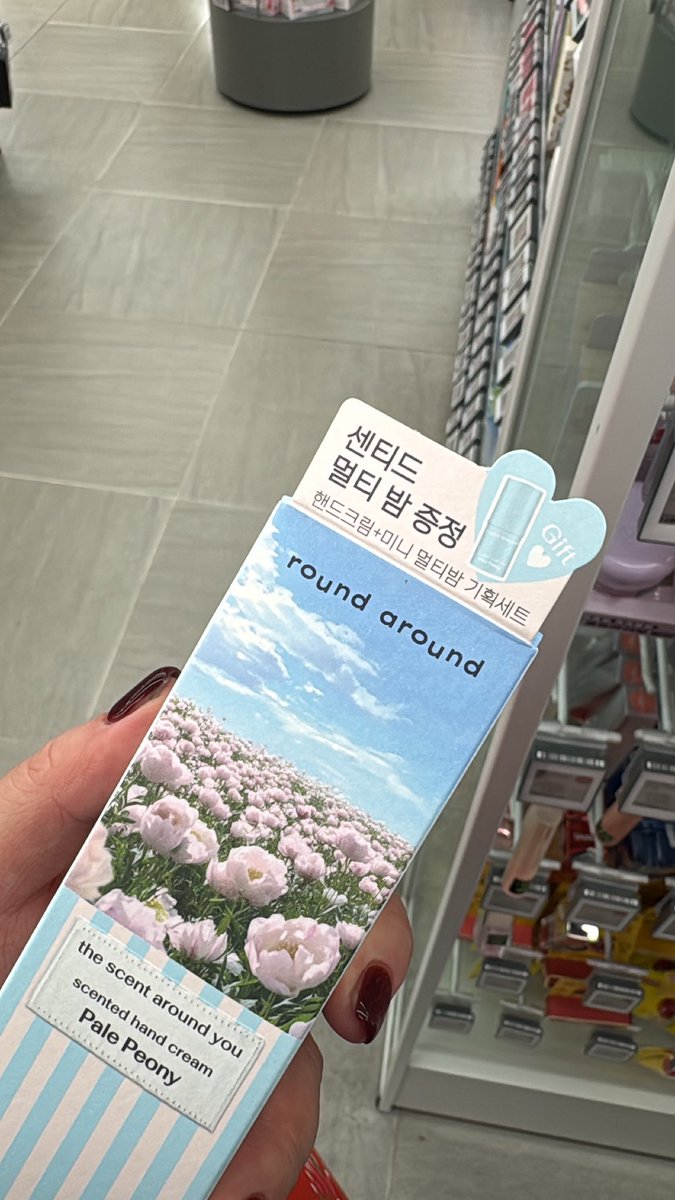 센티드
멀티 밤 증정
핸드크림+미니 멀티밤 기획세트
Gift
round around
the scent around you
scented hand cream
Pale Peony